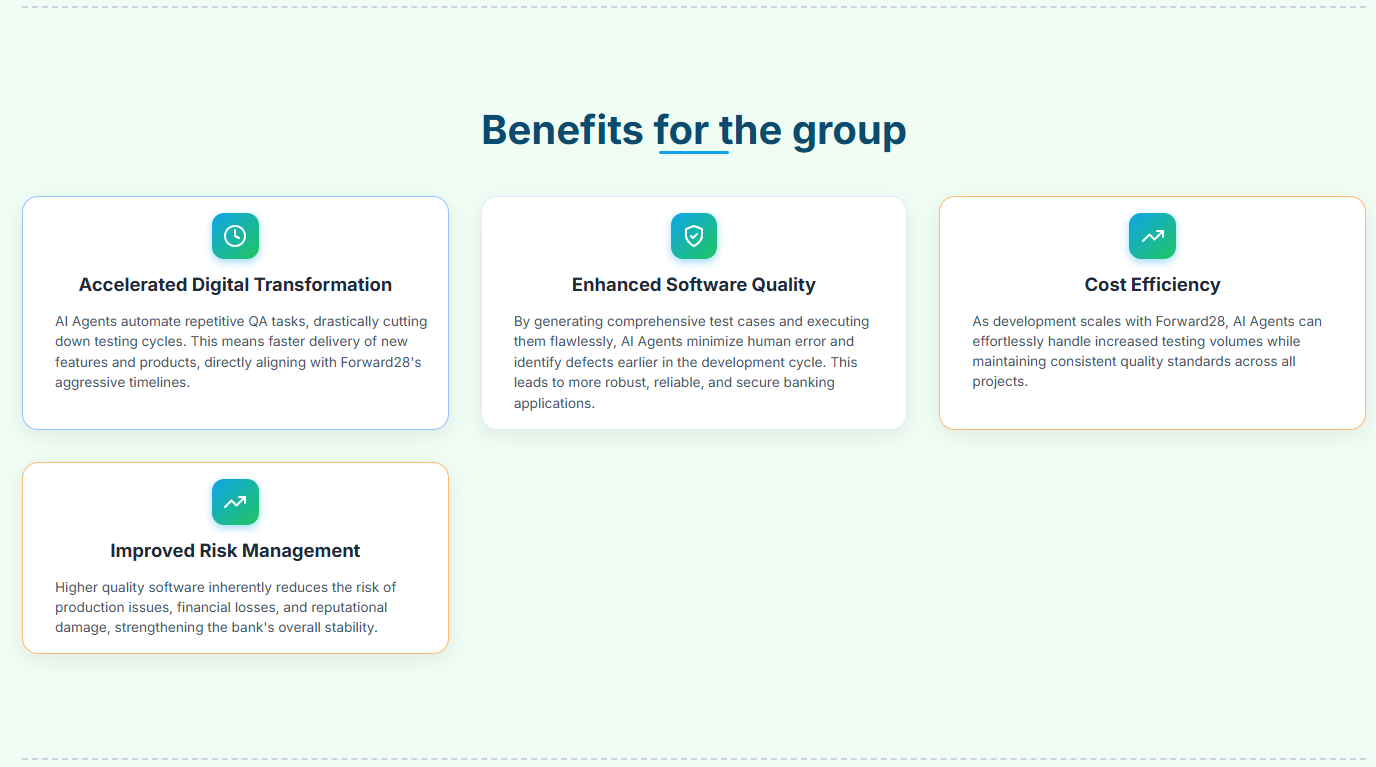 Benefits for the group
Accelerated Digital Transformation
AI Agents automate repetitive QA tasks, drastically cutting
down testing cycles. This means faster delivery of new
features and products, directly aligning with Forward28's
aggressive timelines.
Enhanced Software Quality
By generating comprehensive test cases and executing
them flawlessly, AI Agents minimize human error and
identify defects earlier in the development cycle. This
leads to more robust, reliable, and secure banking
applications.
Cost Efficiency
As development scales with Forward28, AI Agents can
effortlessly handle increased testing volumes while
maintaining consistent quality standards across all
projects.
Improved Risk Management
Higher quality software inherently reduces the risk of
production issues, financial losses, and reputational
damage, strengthening the bank's overall stability.